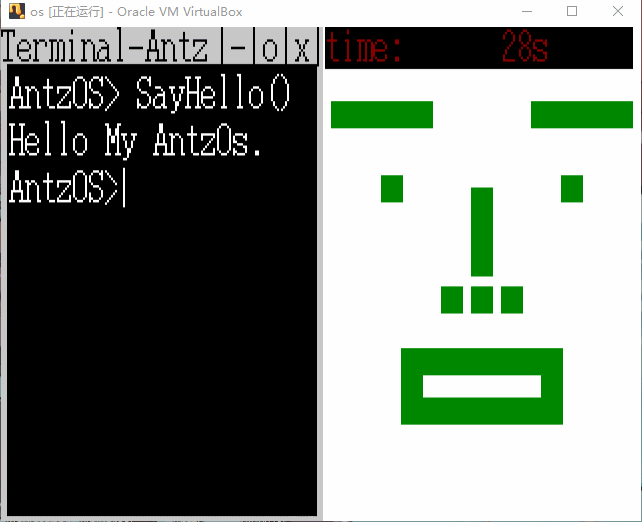 os [正在运行] - Oracle VM VirtualBox
Terminal-Antz - o x
time: 28s
AntzOS> SayHello()
Hello My AntzOs.
AntzOS>